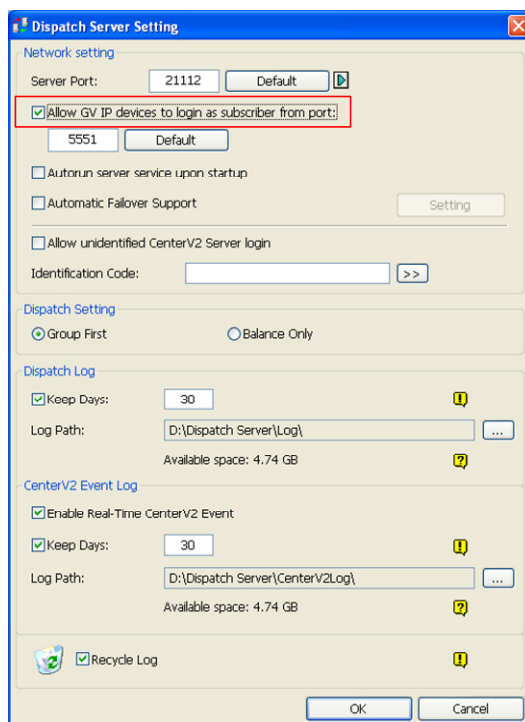 Dispatch Server Setting
Network setting
Server Port: 21112 Default
Allow GV IP devices to login as subscriber from port:
5551 Default
Autorun server service upon startup
Automatic Failover Support Setting
Allow unidentified CenterV2 Server login
Identification Code: >>
Dispatch Setting
Group First Balance Only
Dispatch Log
Keep Days: 30
Log Path: D:\Dispatch Server\Log\ ...
Available space: 4.74 GB
CenterV2 Event Log
Enable Real-Time CenterV2 Event
Keep Days: 30
Log Path: D:\Dispatch Server\CenterV2Log\ ...
Available space: 4.74 GB
Recycle Log
OK Cancel